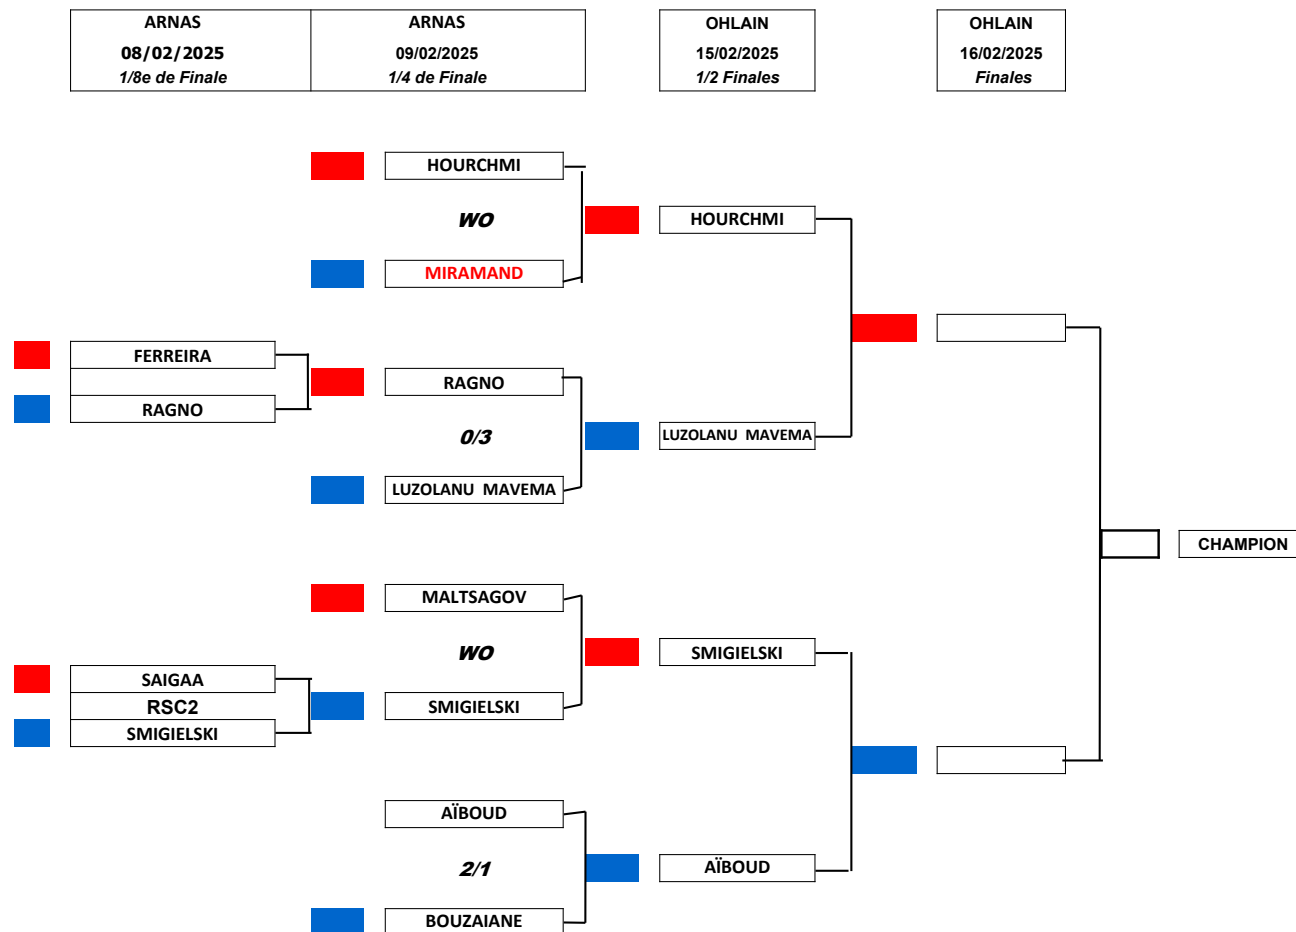 ARNAS
08/02/2025
1/8e de Finale
ARNAS
09/02/2025
1/4 de Finale
OHLAIN
15/02/2025
1/2 Finales
OHLAIN
16/02/2025
Finales
HOURCHMI
WO
MIRAMAND
HOURCHMI
FERREIRA
RAGNO
RAGNO
0/3
LUZOLANU MAVEMA
LUZOLANU MAVEMA
CHAMPION
MALTSAGOV
WO
SMIGIELSKI
SMIGIELSKI
SAIGAA
RSC2
SMIGIELSKI
AÏBOUD
2/1
BOUZAIANE
AÏBOUD